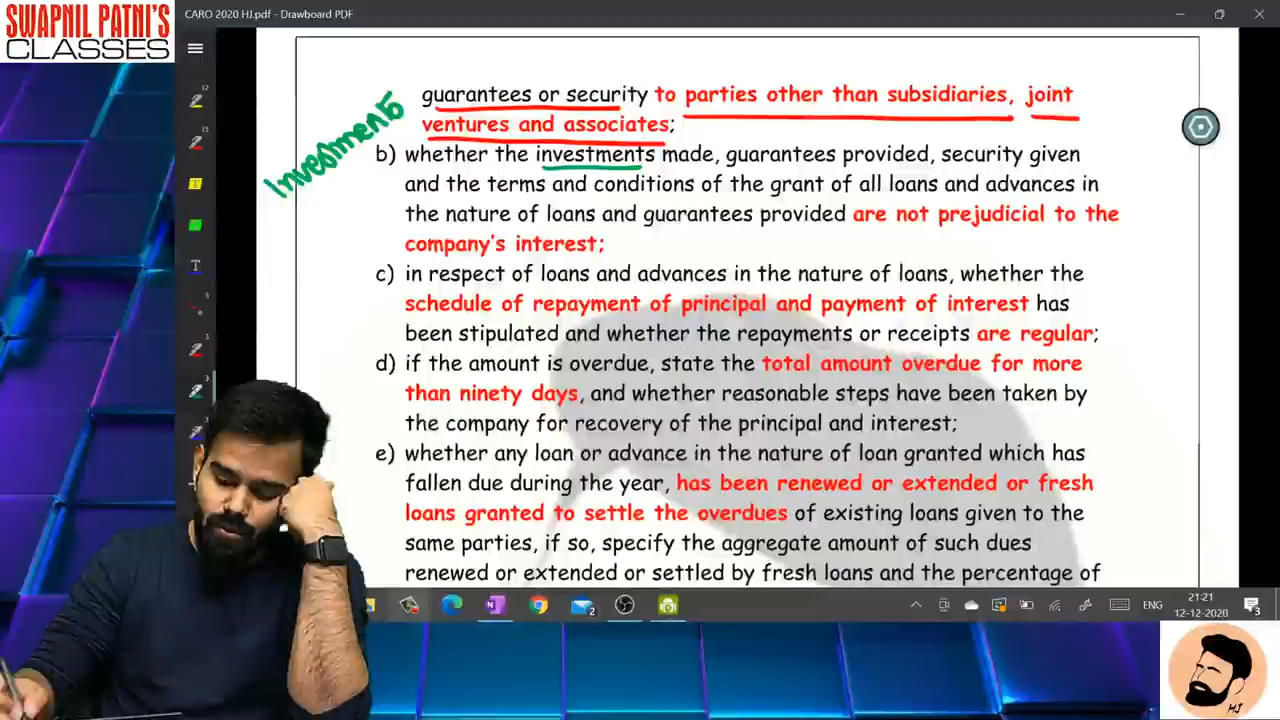 SWAPNIL PATNI'S
CLASSES
CARO 2020 HJ.pdf - Drawboard PDF
guarantees or security to parties other than subsidiaries, joint
ventures and associates;
Investments
b) whether the investments made, guarantees provided, security given
and the terms and conditions of the grant of all loans and advances in
the nature of loans and guarantees provided are not prejudicial to the
company's interest;
c) in respect of loans and advances in the nature of loans, whether the
schedule of repayment of principal and payment of interest has
been stipulated and whether the repayments or receipts are regular;
d) if the amount is overdue, state the total amount overdue for more
than ninety days, and whether reasonable steps have been taken by
the company for recovery of the principal and interest;
e) whether any loan or advance in the nature of loan granted which has
fallen due during the year, has been renewed or extended or fresh
loans granted to settle the overdues of existing loans given to the
same parties, if so, specify the aggregate amount of such dues
renewed or extended or settled by fresh loans and the percentage of
ENG
21:21
12-12-2020
2
3
HJ